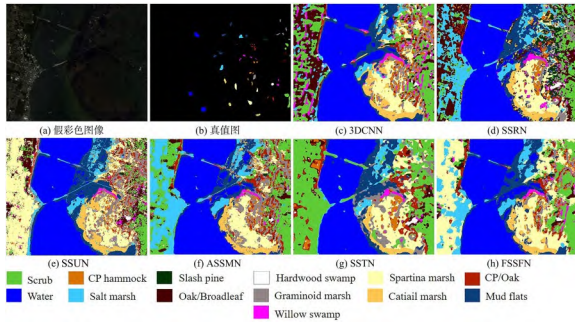 (a) 假彩色图像 (b) 真值图 (c) 3DCNN (d) SSRN
(e) SSUN (f) ASSMN (g) SSTN (h) FSSFN
Scrub CP hammock Slash pine Hardwood swamp Spartina marsh CP/Oak
Water Salt marsh Oak/Broadleaf Graminoid marsh Catiail marsh Mud flats
Willow swamp